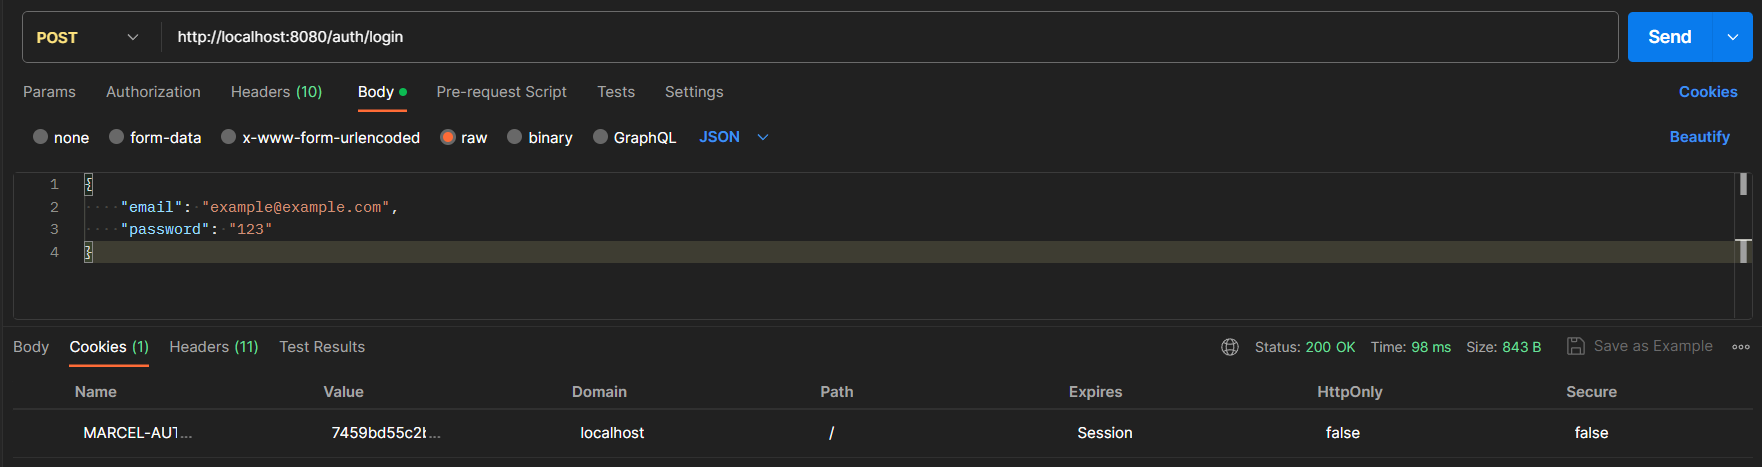 POST http://localhost:8080/auth/login Send
Params Authorization Headers (10) Body Pre-request Script Tests Settings Cookies
none form-data x-www-form-urlencoded raw binary GraphQL JSON Beautify
1 {
2 "email": "example@example.com",
3 "password": "123"
4 }
Body Cookies (1) Headers (11) Test Results Status: 200 OK Time: 98 ms Size: 843 B Save as Example
Name Value Domain Path Expires HttpOnly Secure
MARCEL-AUT... 7459bd55c2b... localhost / Session false false